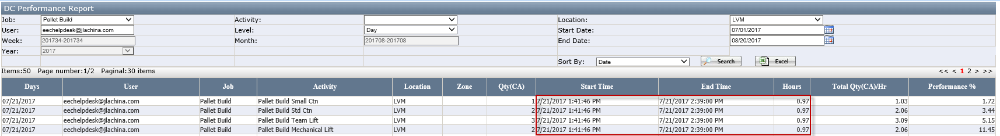 DC Performance Report
Job: Pallet Build Activity: Location: LVM
User: eechelpdesk@jlachina.com Level: Day Start Date: 07/01/2017
Week: 201734-201734 Month: 201708-201708 End Date: 08/20/2017
Year: 2017
Sort By: Date Search Excel
Items:50 Page number:1/2 Paginal:30 items << < 1 2 > >>
Days User Job Activity Location Zone Qty(CA) Start Time End Time Hours Total Qty(CA)/Hr Performance %
07/21/2017 eechelpdesk@jlachina.com Pallet Build Pallet Build Small Ctn LVM 1 7/21/2017 1:41:46 PM 7/21/2017 2:39:00 PM 0.97 1.03 1.72
07/21/2017 eechelpdesk@jlachina.com Pallet Build Pallet Build Std Ctn LVM 2 7/21/2017 1:41:46 PM 7/21/2017 2:39:00 PM 0.97 2.06 3.44
07/21/2017 eechelpdesk@jlachina.com Pallet Build Pallet Build Team Lift LVM 3 7/21/2017 1:41:46 PM 7/21/2017 2:39:00 PM 0.97 3.09 5.15
07/21/2017 eechelpdesk@jlachina.com Pallet Build Pallet Build Mechanical Lift LVM 2 7/21/2017 1:41:46 PM 7/21/2017 2:39:00 PM 0.97 2.06 11.45